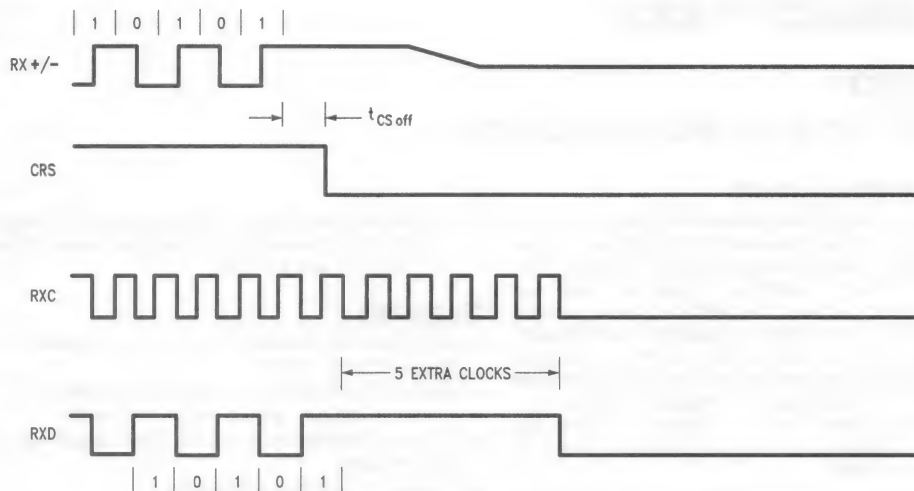 1 0 1 0 1
RX +/-
t CS off
CRS
RXC
5 EXTRA CLOCKS
RXD
1 0 1 0 1